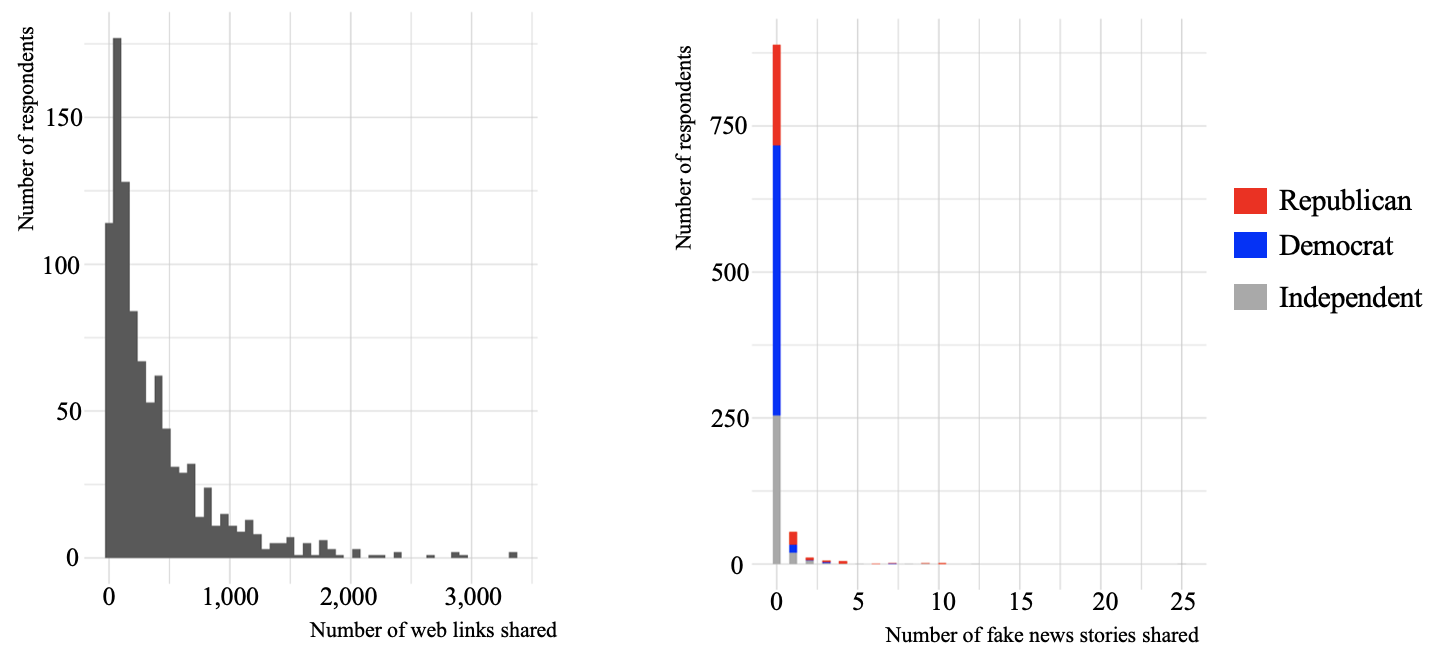 Number of respondents
150
100
50
0
0 1,000 2,000 3,000
Number of web links shared
Number of respondents
750
500
250
0
0 5 10 15 20 25
Number of fake news stories shared
Republican
Democrat
Independent